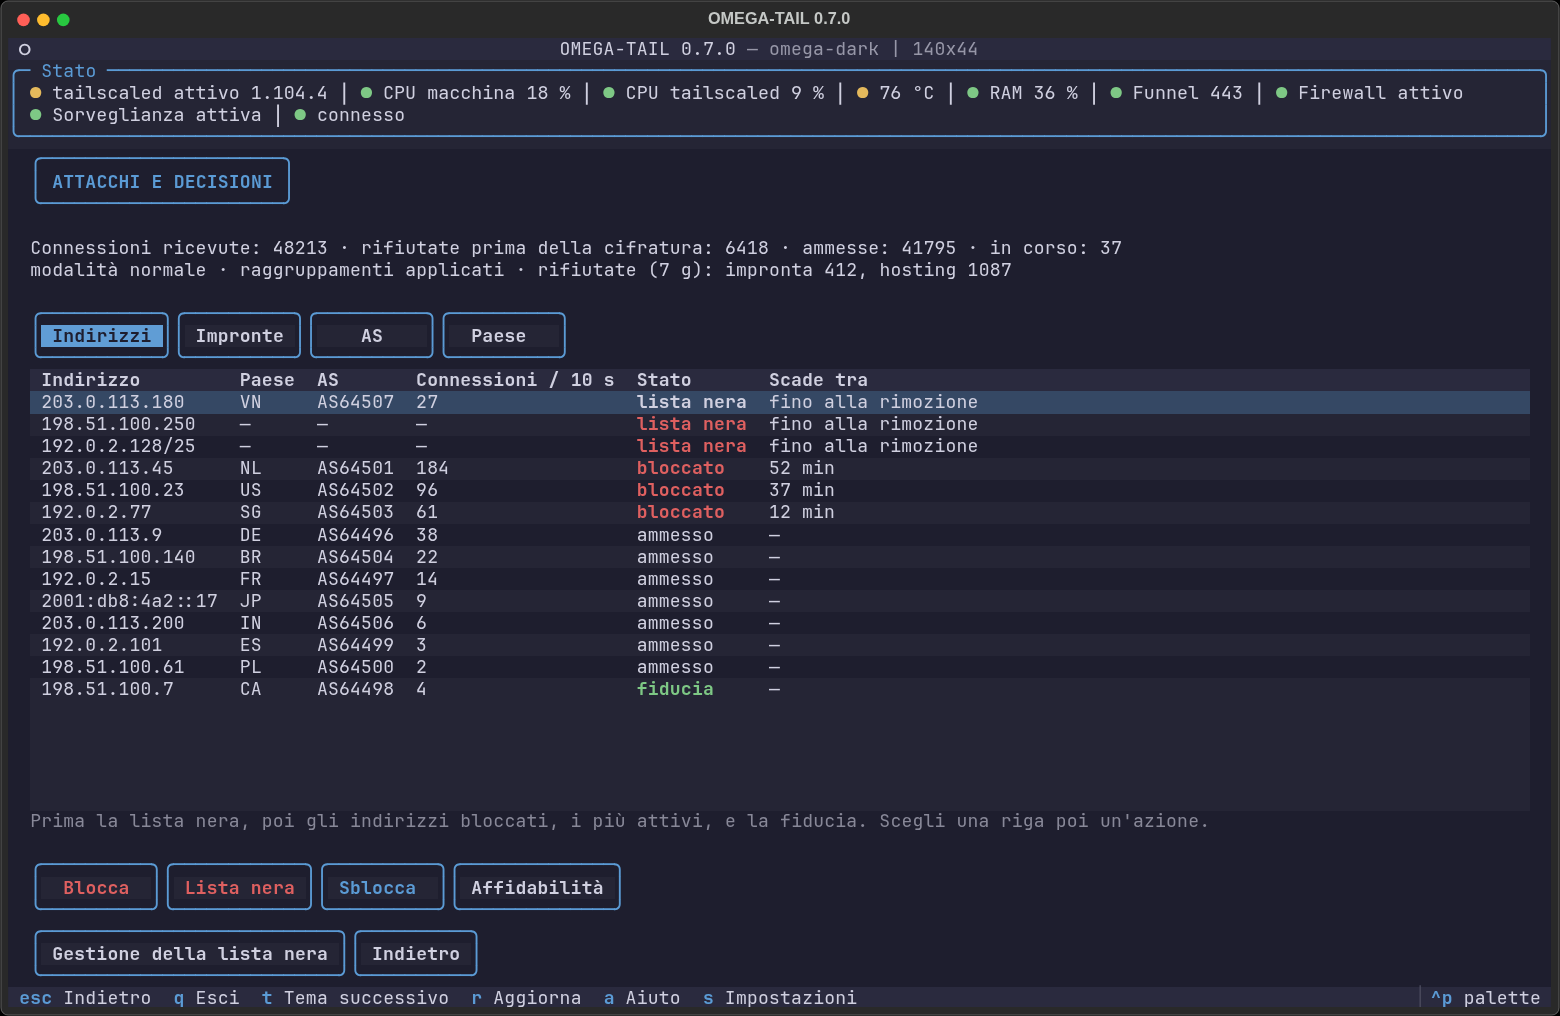 OMEGA-TAIL 0.7.0
OMEGA-TAIL 0.7.0 — omega-dark | 140x44
Stato
tailscaled attivo 1.104.4 │ ● CPU macchina 18 % │ ● CPU tailscaled 9 % │ ● 76 °C │ ● RAM 36 % │ ● Funnel 443 │ ● Firewall attivo
● Sorveglianza attiva │ ● connesso
ATTACCHI E DECISIONI
Connessioni ricevute: 48213 · rifiutate prima della cifratura: 6418 · ammesse: 41795 · in corso: 37
modalità normale · raggruppamenti applicati · rifiutate (7 g): impronta 412, hosting 1087
Indirizzi Impronte AS Paese
Indirizzo Paese AS Connessioni / 10 s Stato Scade tra
203.0.113.180 VN AS64507 27 lista nera fino alla rimozione
198.51.100.250 — — — lista nera fino alla rimozione
192.0.2.128/25 — — — lista nera fino alla rimozione
203.0.113.45 NL AS64501 184 bloccato 52 min
198.51.100.23 US AS64502 96 bloccato 37 min
192.0.2.77 SG AS64503 61 bloccato 12 min
203.0.113.9 DE AS64496 38 ammesso —
198.51.100.140 BR AS64504 22 ammesso —
192.0.2.15 FR AS64497 14 ammesso —
2001:db8:4a2::17 JP AS64505 9 ammesso —
203.0.113.200 IN AS64506 6 ammesso —
192.0.2.101 ES AS64499 3 ammesso —
198.51.100.61 PL AS64500 2 ammesso —
198.51.100.7 CA AS64498 4 fiducia —
Prima la lista nera, poi gli indirizzi bloccati, i più attivi, e la fiducia. Scegli una riga poi un'azione.
Blocca Lista nera Sblocca Affidabilità
Gestione della lista nera Indietro
esc Indietro q Esci t Tema successivo r Aggiorna a Aiuto s Impostazioni ^p palette